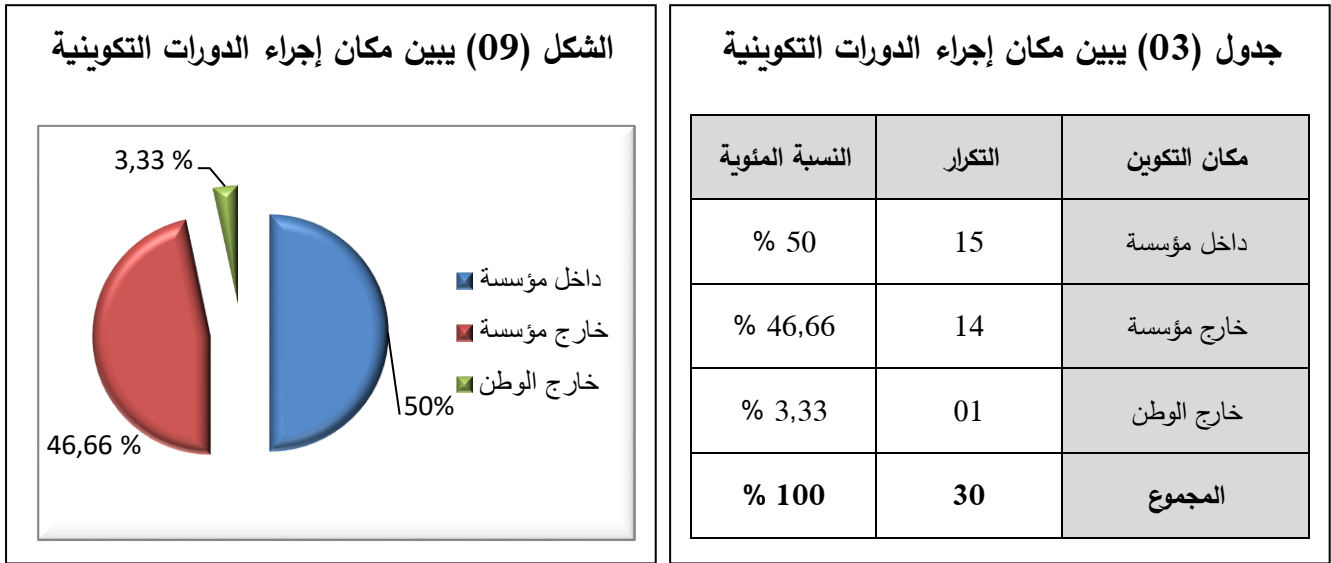 جدول (03) يبين مكان إجراء الدورات التكوينية
مكان التكوين التكرار النسبة المئوية
داخل مؤسسة 15 50 %
خارج مؤسسة 14 46,66 %
خارج الوطن 01 3,33 %
المجموع 30 100 %
الشكل (09) يبين مكان إجراء الدورات التكوينية
3,33 %
داخل مؤسسة
خارج مؤسسة
خارج الوطن
50%
46,66 %